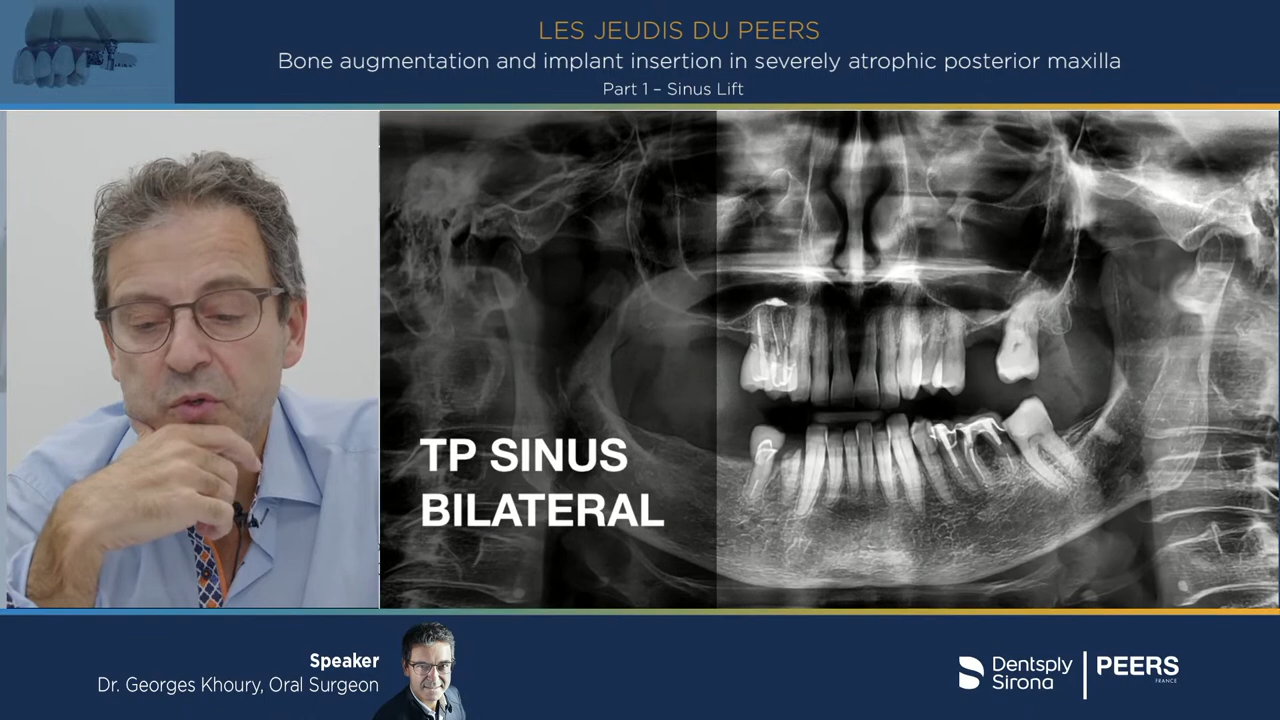 LES JEUDIS DU PEERS
Bone augmentation and implant insertion in severely atrophic posterior maxilla
Part 1 – Sinus Lift
TP SINUS
BILATERAL
Speaker
Dr. Georges Khoury, Oral Surgeon
Dentsply
Sirona
PEERS
FRANCE